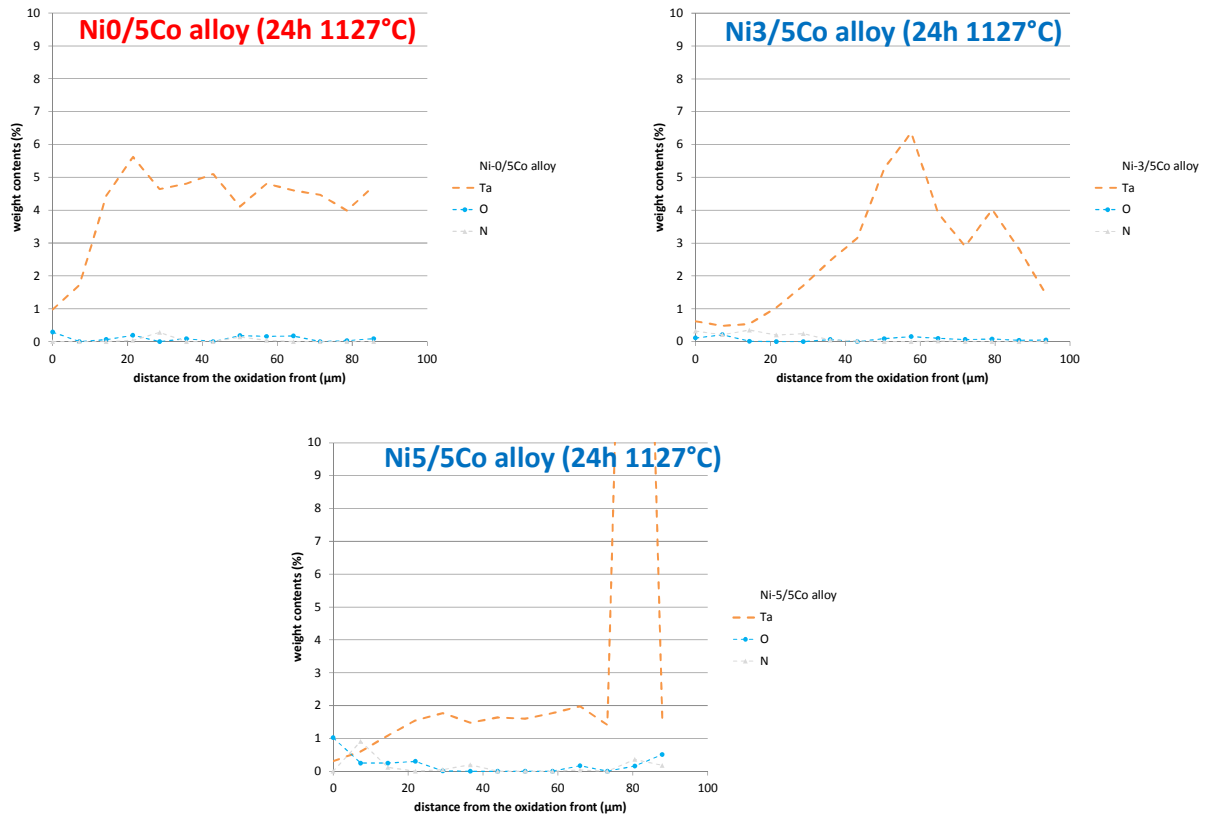 Ni0/5Co alloy (24h 1127°C)
10
9
8
7
6
5
4
3
2
1
0
weight contents (%)
0 20 40 60 80 100
distance from the oxidation front (µm)
Ni-0/5Co alloy
Ta
O
N
Ni3/5Co alloy (24h 1127°C)
10
9
8
7
6
5
4
3
2
1
0
weight contents (%)
0 20 40 60 80 100
distance from the oxidation front (µm)
Ni-3/5Co alloy
Ta
O
N
Ni5/5Co alloy (24h 1127°C)
10
9
8
7
6
5
4
3
2
1
0
weight contents (%)
0 20 40 60 80 100
distance from the oxidation front (µm)
Ni-5/5Co alloy
Ta
O
N